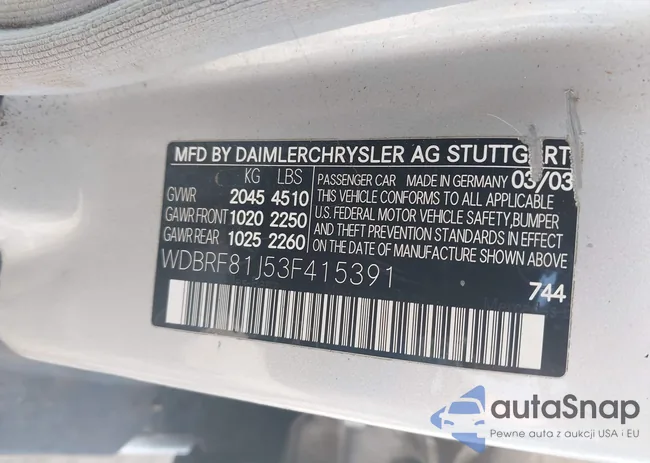 MFD BY DAIMLERCHRYSLER AG STUTTGART
KG LBS
GVWR 2045 4510
GAWR FRONT 1020 2250
GAWR REAR 1025 2260
PASSENGER CAR MADE IN GERMANY 03/03
THIS VEHICLE CONFORMS TO ALL APPLICABLE
U.S. FEDERAL MOTOR VEHICLE SAFETY, BUMPER
AND THEFT PREVENTION STANDARDS IN EFFECT
ON THE DATE OF MANUFACTURE SHOWN ABOVE
WDBRF81J53F415391
744
autoSnap
Pewne auta z aukcji USA i EU